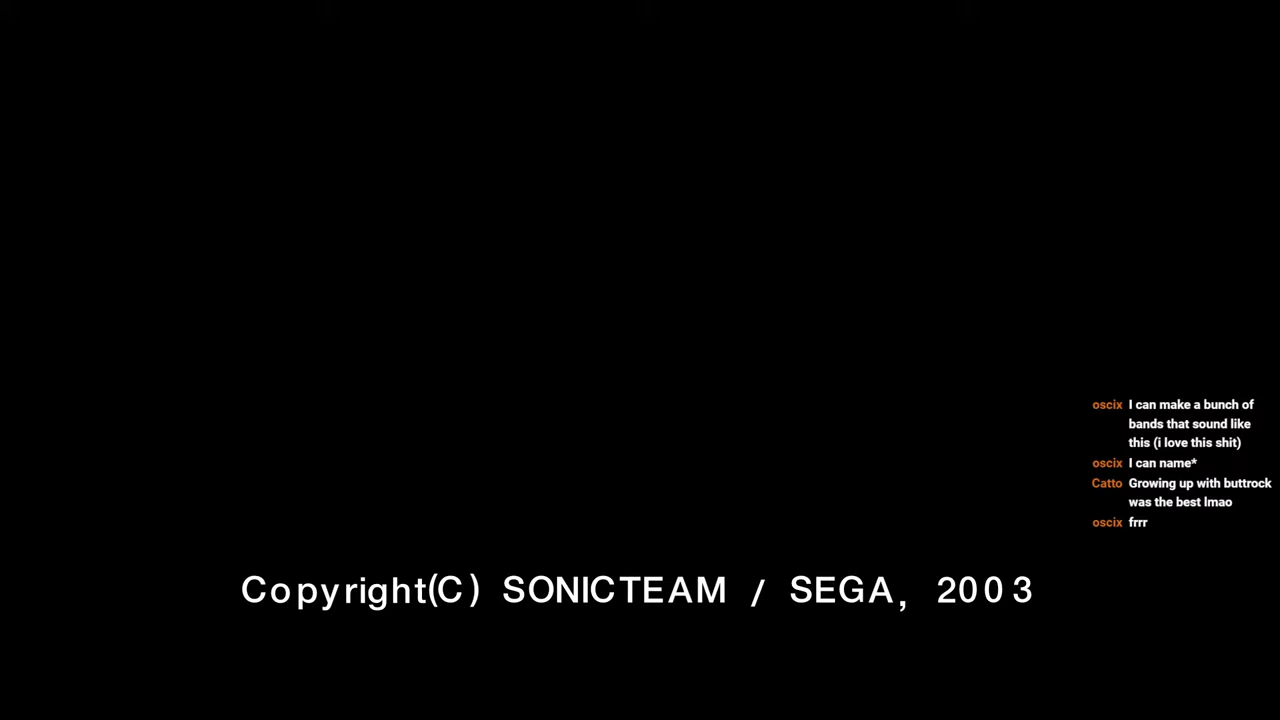 oscix I can make a bunch of
bands that sound like
this (i love this shit)
oscix I can name*
Catto Growing up with buttrock
was the best lmao
oscix frrr
Copyright(C) SONICTEAM / SEGA, 2003